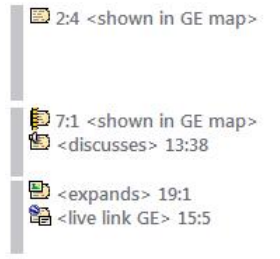 2:4 <shown in GE map>
7:1 <shown in GE map>
<discusses> 13:38
<expands> 19:1
<live link GE> 15:5